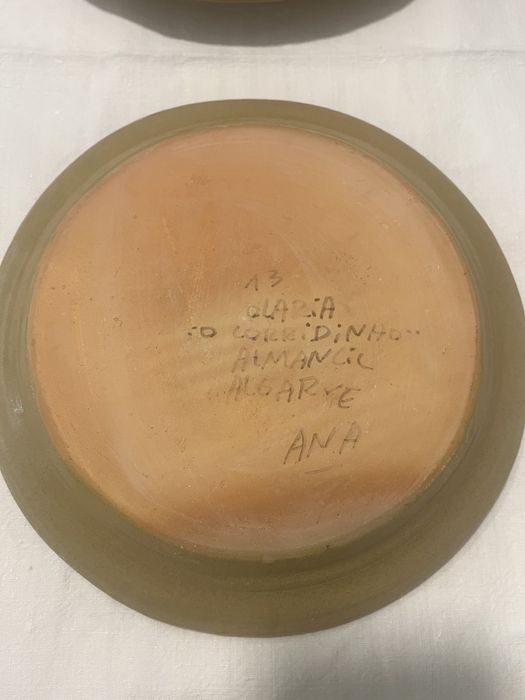 13
OLARIA
"O CORRIDINHO"
ALMANCIL
ALGARVE
ANA